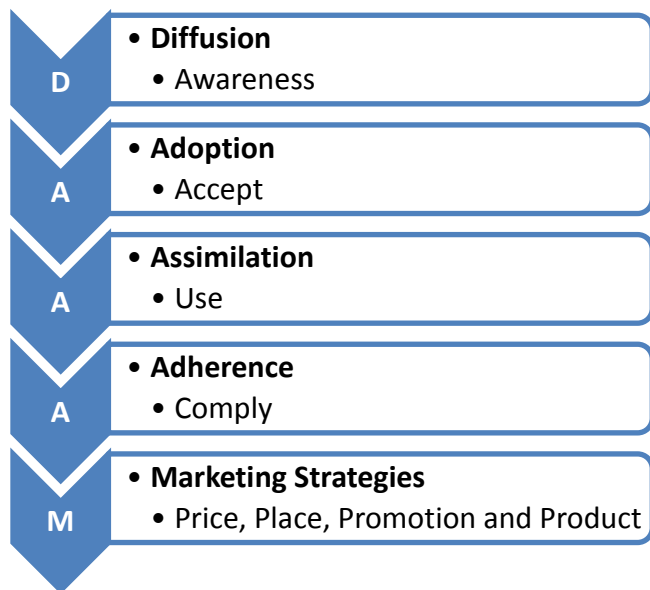 D
• Diffusion
• Awareness
A
• Adoption
• Accept
A
• Assimilation
• Use
A
• Adherence
• Comply
M
• Marketing Strategies
• Price, Place, Promotion and Product